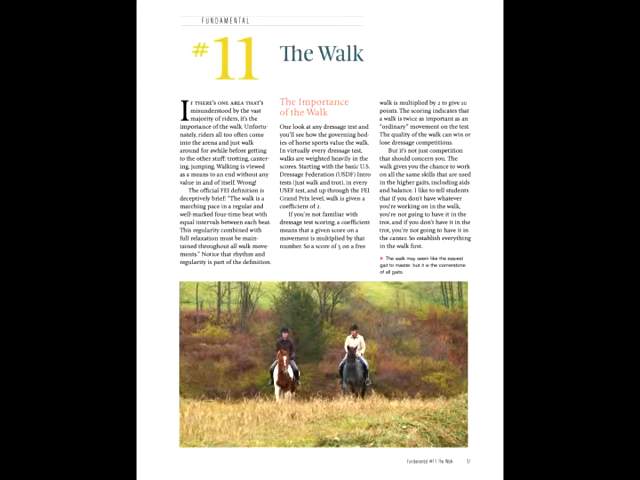 FUNDAMENTAL
#11
The Walk
IF THERE'S ONE AREA THAT'S
misunderstood by the vast
majority of riders, it's the
importance of the walk. Unfortu-
nately, riders all too often come
into the arena and just walk
around for awhile before getting
to the other stuff: trotting, canter-
ing, jumping. Walking is viewed
as a means to an end without any
value in and of itself. Wrong!
The official FEI definition is
deceptively brief: "The walk is a
marching pace in a regular and
well-marked four-time beat with
equal intervals between each beat.
This regularity combined with
full relaxation must be main-
tained throughout all walk move-
ments." Notice that rhythm and
regularity is part of the definition.
The Importance
of the Walk
One look at any dressage test and
you'll see how the governing bod-
ies of horse sports value the walk.
In virtually every dressage test,
walks are weighted heavily in the
scores. Starting with the basic U.S.
Dressage Federation (USDF) Intro
tests (just walk and trot), in every
USEF test, and up through the FEI
Grand Prix level, walk is given a
coefficient of 2.
If you're not familiar with
dressage test scoring, a coefficient
means that a given score on a
movement is multiplied by that
number. So a score of 5 on a free
walk is multiplied by 2 to give 10
points. The scoring indicates that
a walk is twice as important as an
"ordinary" movement on the test.
The quality of the walk can win or
lose dressage competitions.
But it's not just competition
that should concern you. The
walk gives you the chance to work
on all the same skills that are used
in the higher gaits, including aids
and balance. I like to tell students
that if you don't have whatever
you're working on in the walk,
you're not going to have it in the
trot, and if you don't have it in the
trot, you're not going to have it in
the canter. So establish everything
in the walk first.
> The walk may seem like the easiest
gait to master, but it is the cornerstone
of all gaits.
Fundamental #11 The Walk 51